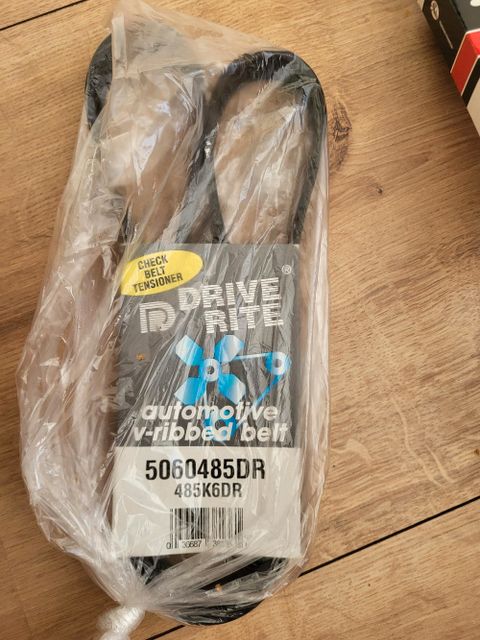 CHECK
BELT
TENSIONER
DRIVE
RITE
®
automotive
v-ribbed belt
5060485DR
485K6DR